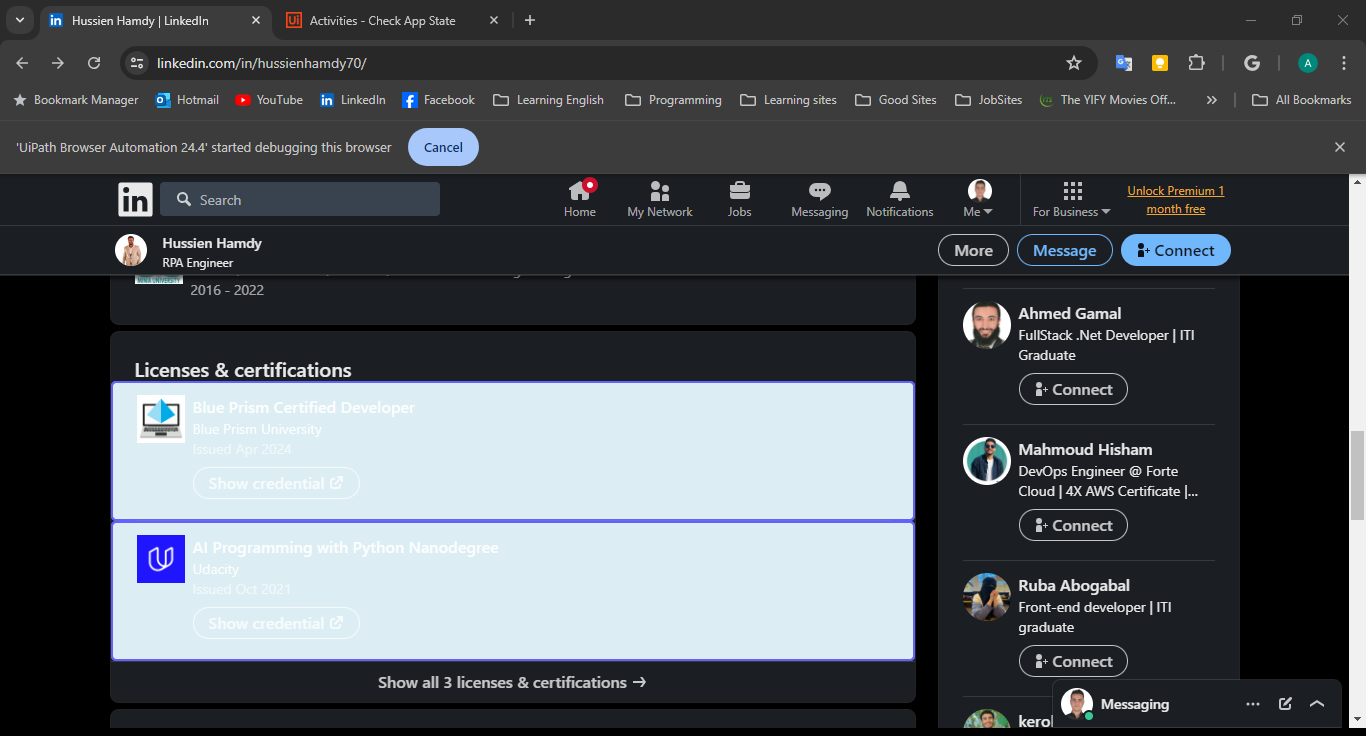 Hussien Hamdy | LinkedIn
Activities - Check App State
linkedin.com/in/hussienhamdy70/
A
Bookmark Manager
Hotmail
YouTube
LinkedIn
Facebook
Learning English
Programming
Learning sites
Good Sites
JobSites
The YIFY Movies Off...
All Bookmarks
'UiPath Browser Automation 24.4' started debugging this browser
Cancel
Search
Home
My Network
Jobs
Messaging
Notifications
Me
For Business
Unlock Premium 1
month free
Hussien Hamdy
RPA Engineer
More
Message
Connect
2016 - 2022
Licenses & certifications
Blue Prism Certified Developer
Blue Prism University
Issued Apr 2024
Show credential
AI Programming with Python Nanodegree
Udacity
Issued Oct 2021
Show credential
Show all 3 licenses & certifications →
Ahmed Gamal
FullStack .Net Developer | ITI
Graduate
Connect
Mahmoud Hisham
DevOps Engineer @ Forte
Cloud | 4X AWS Certificate |...
Connect
Ruba Abogabal
Front-end developer | ITI
graduate
Connect
Messaging